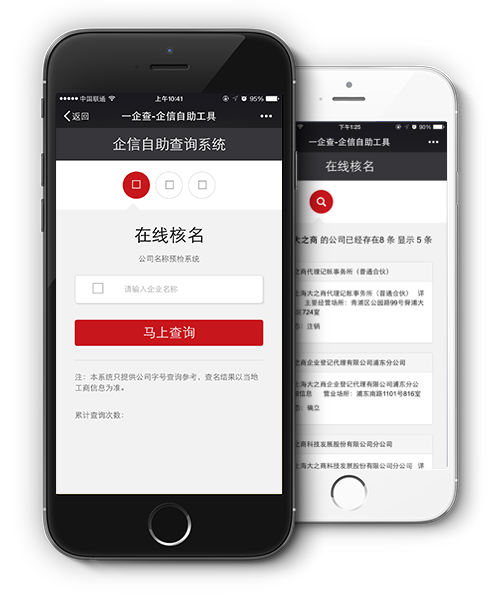 中国联通 上午10:41 95%
返回 一企查-企信自助工具
企信自助查询系统
在线核名
公司名称预检系统
请输入企业名称
马上查询
注：本系统只提供公司字号查询参考，查名结果以当地
工商信息为准。
累计查询次数：
下午1:25 90%
一企查-企信自助工具
在线核名
大之商 的公司已经存在8 条 显示 5 条
之商代理记帐事务所（普通合伙）
上海大之商代理记帐事务所（普通合伙） 详
主要经营场所：青浦区公园路99号舜浦大
室724室
：注销
之商企业登记代理有限公司浦东分公司
上海大之商企业登记代理有限公司浦东分公
细信息 营业场所：浦东南路1101号816室
：确立
之商科技发展股份有限公司分公司
上海大之商科技发展股份有限公司分公司 详